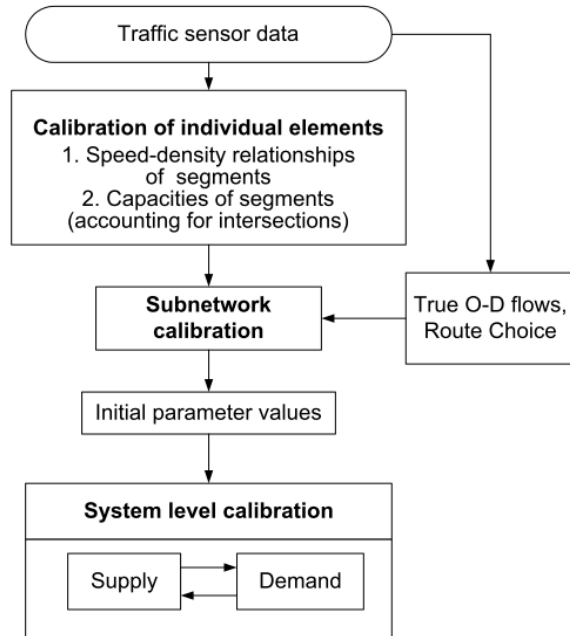 Traffic sensor data
Calibration of individual elements
1. Speed-density relationships
of segments
2. Capacities of segments
(accounting for intersections)
Subnetwork
calibration
True O-D flows,
Route Choice
Initial parameter values
System level calibration
Supply
Demand